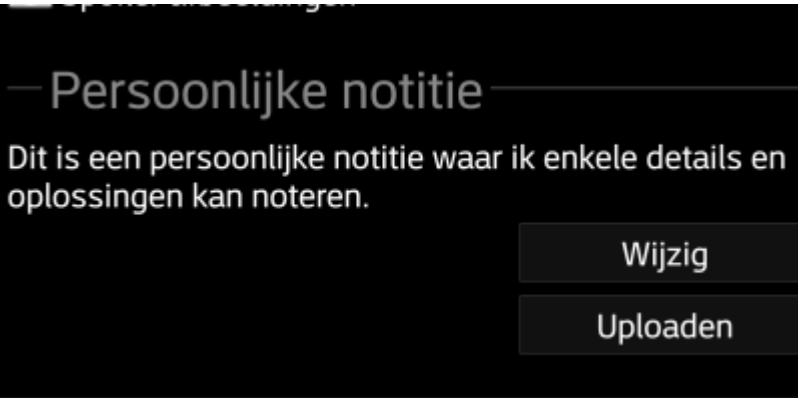 Persoonlijke notitie
Dit is een persoonlijke notitie waar ik enkele details en
oplossingen kan noteren.
Wijzig
Uploaden